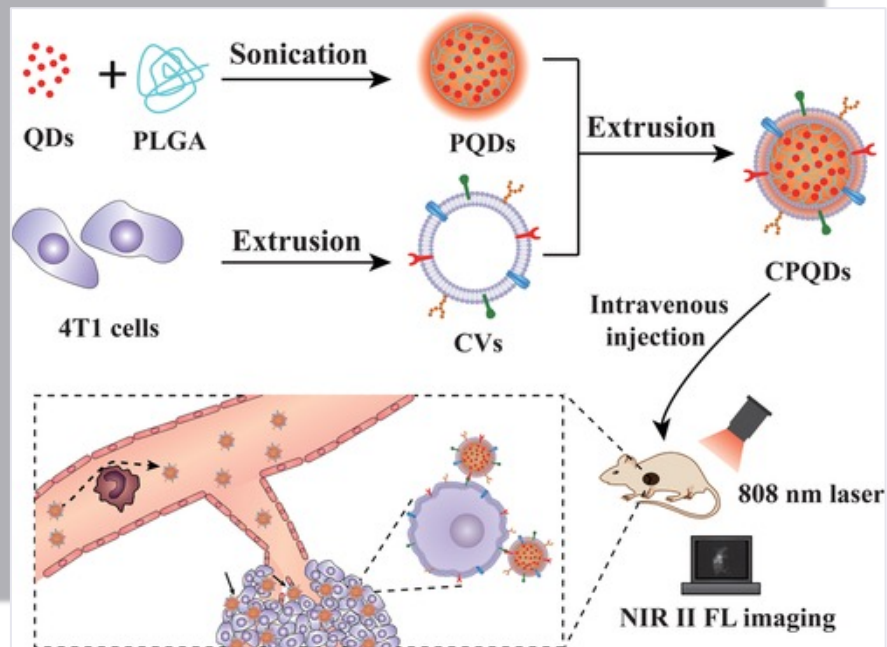 Sonication
QDs
PLGA
PQDs
Extrusion
4T1 cells
Extrusion
CVs
CPQDs
Intravenous
injection
808 nm laser
NIR II FL imaging